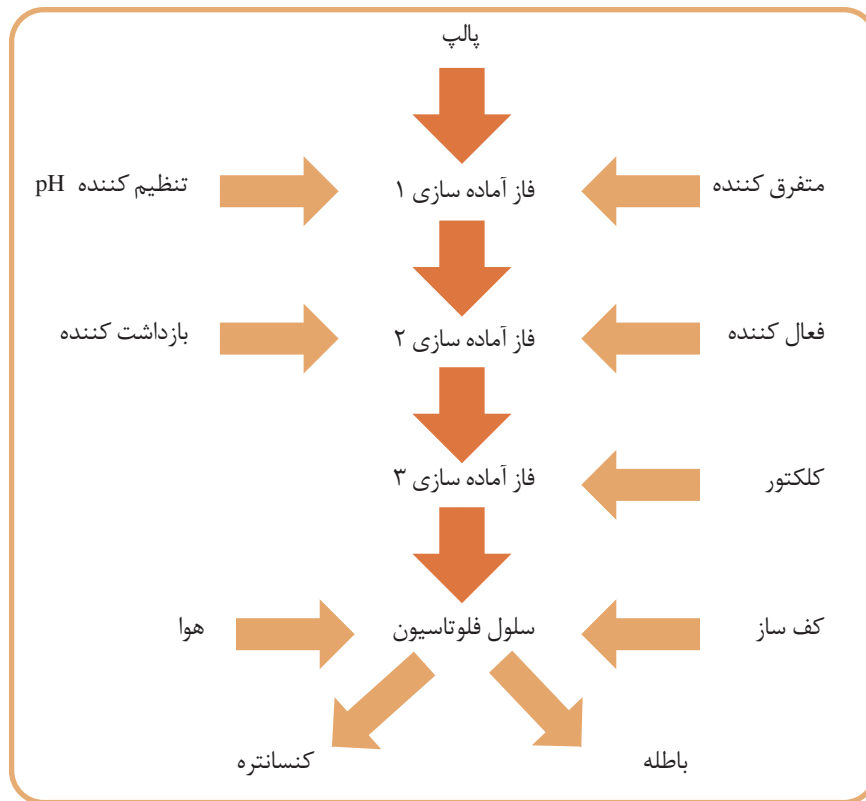 پالپ
متفرق کننده
فاز آماده سازی ۱
تنظیم کننده pH
فعال کننده
فاز آماده سازی ۲
بازداشت کننده
کلکتور
فاز آماده سازی ۳
کف ساز
سلول فلوتاسیون
هوا
باطله
کنسانتره